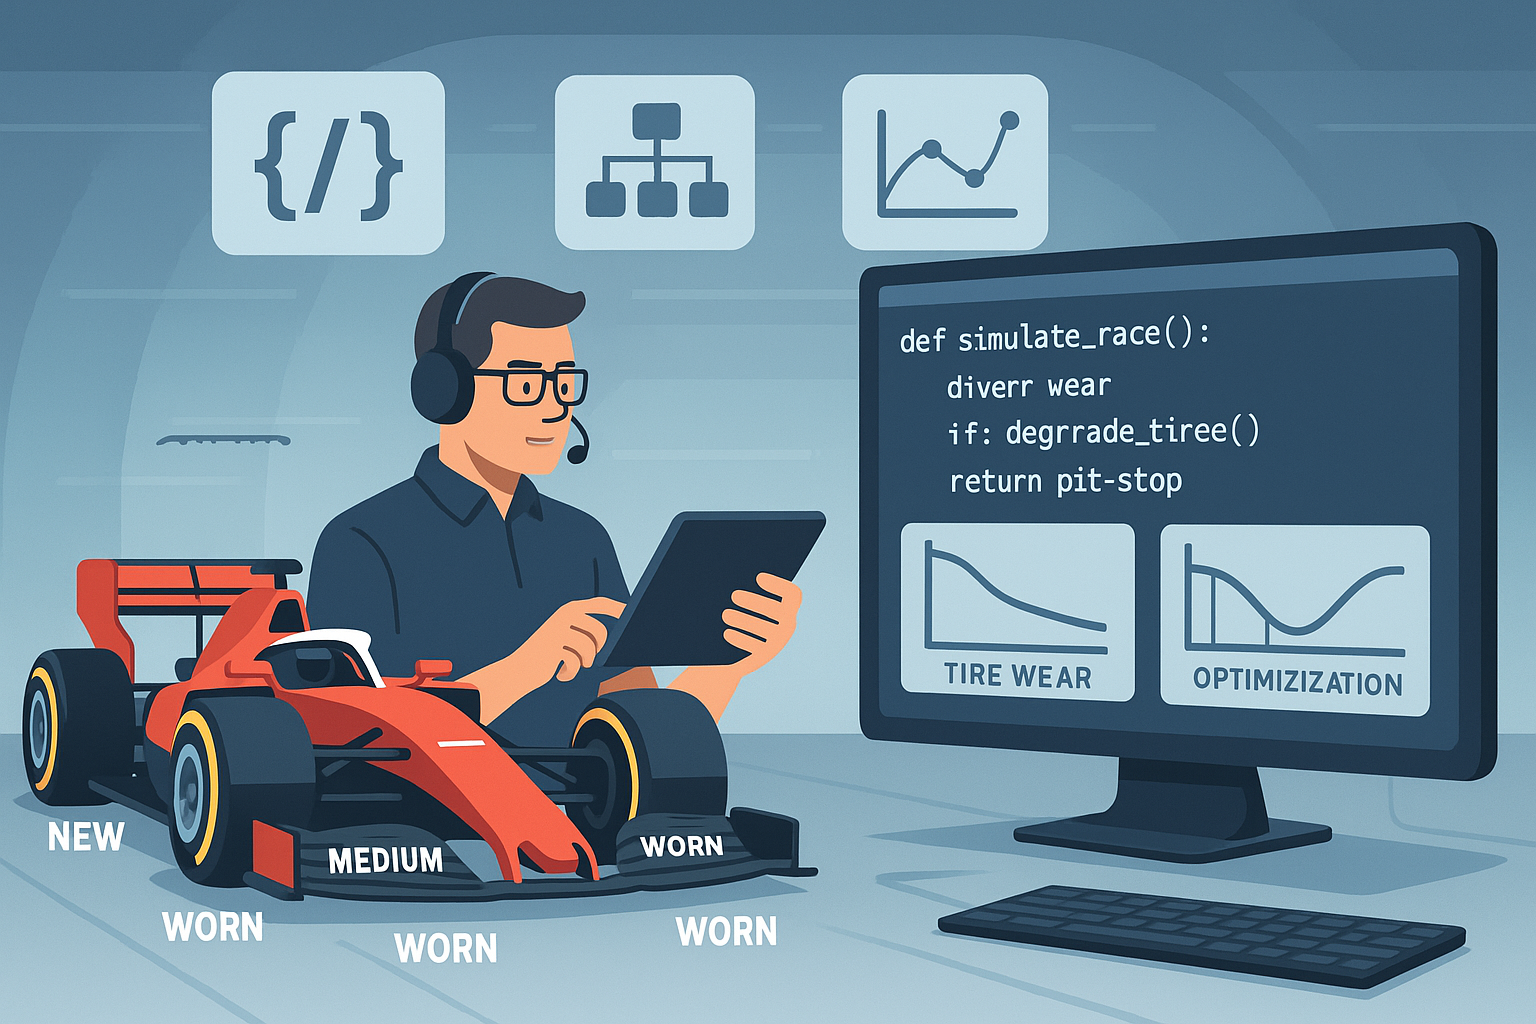 {/}
def simulate_race():
diverr wear
if: degrrade_tiree()
return pit-stop
TIRE WEAR
OPTIMIZIZATION
NEW
MEDIUM
WORN
WORN
WORN
WORN